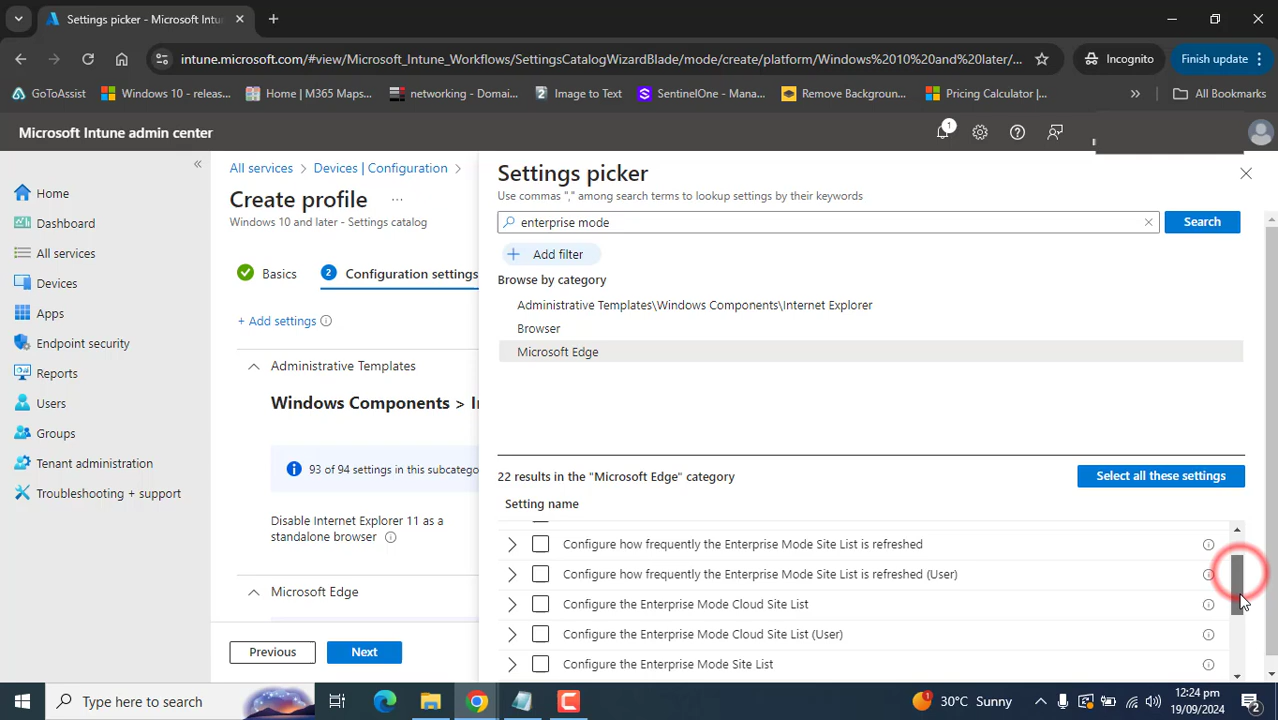 Settings picker - Microsoft Intu
intune.microsoft.com/#view/Microsoft_Intune_Workflows/SettingsCatalogWizardBlade/mode/create/platform/Windows%2010%20and%20later/...
Incognito
Finish update
GoToAssist
Windows 10 - releas...
Home | M365 Maps...
networking - Domai...
Image to Text
SentinelOne - Mana...
Remove Backgroun...
Pricing Calculator |...
All Bookmarks
Microsoft Intune admin center
1
Home
Dashboard
All services
Devices
Apps
Endpoint security
Reports
Users
Groups
Tenant administration
Troubleshooting + support
All services
Devices | Configuration
Create profile
Windows 10 and later - Settings catalog
Basics
2 Configuration settings
+ Add settings
Administrative Templates
Windows Components > I
93 of 94 settings in this subcatego
Disable Internet Explorer 11 as a
standalone browser
Microsoft Edge
Previous
Next
Settings picker
Use commas "," among search terms to lookup settings by their keywords
enterprise mode
Search
Add filter
Browse by category
Administrative Templates\Windows Components\Internet Explorer
Browser
Microsoft Edge
22 results in the "Microsoft Edge" category
Select all these settings
Setting name
Configure how frequently the Enterprise Mode Site List is refreshed
Configure how frequently the Enterprise Mode Site List is refreshed (User)
Configure the Enterprise Mode Cloud Site List
Configure the Enterprise Mode Cloud Site List (User)
Configure the Enterprise Mode Site List
Type here to search
30°C Sunny
12:24 pm
19/09/2024
2